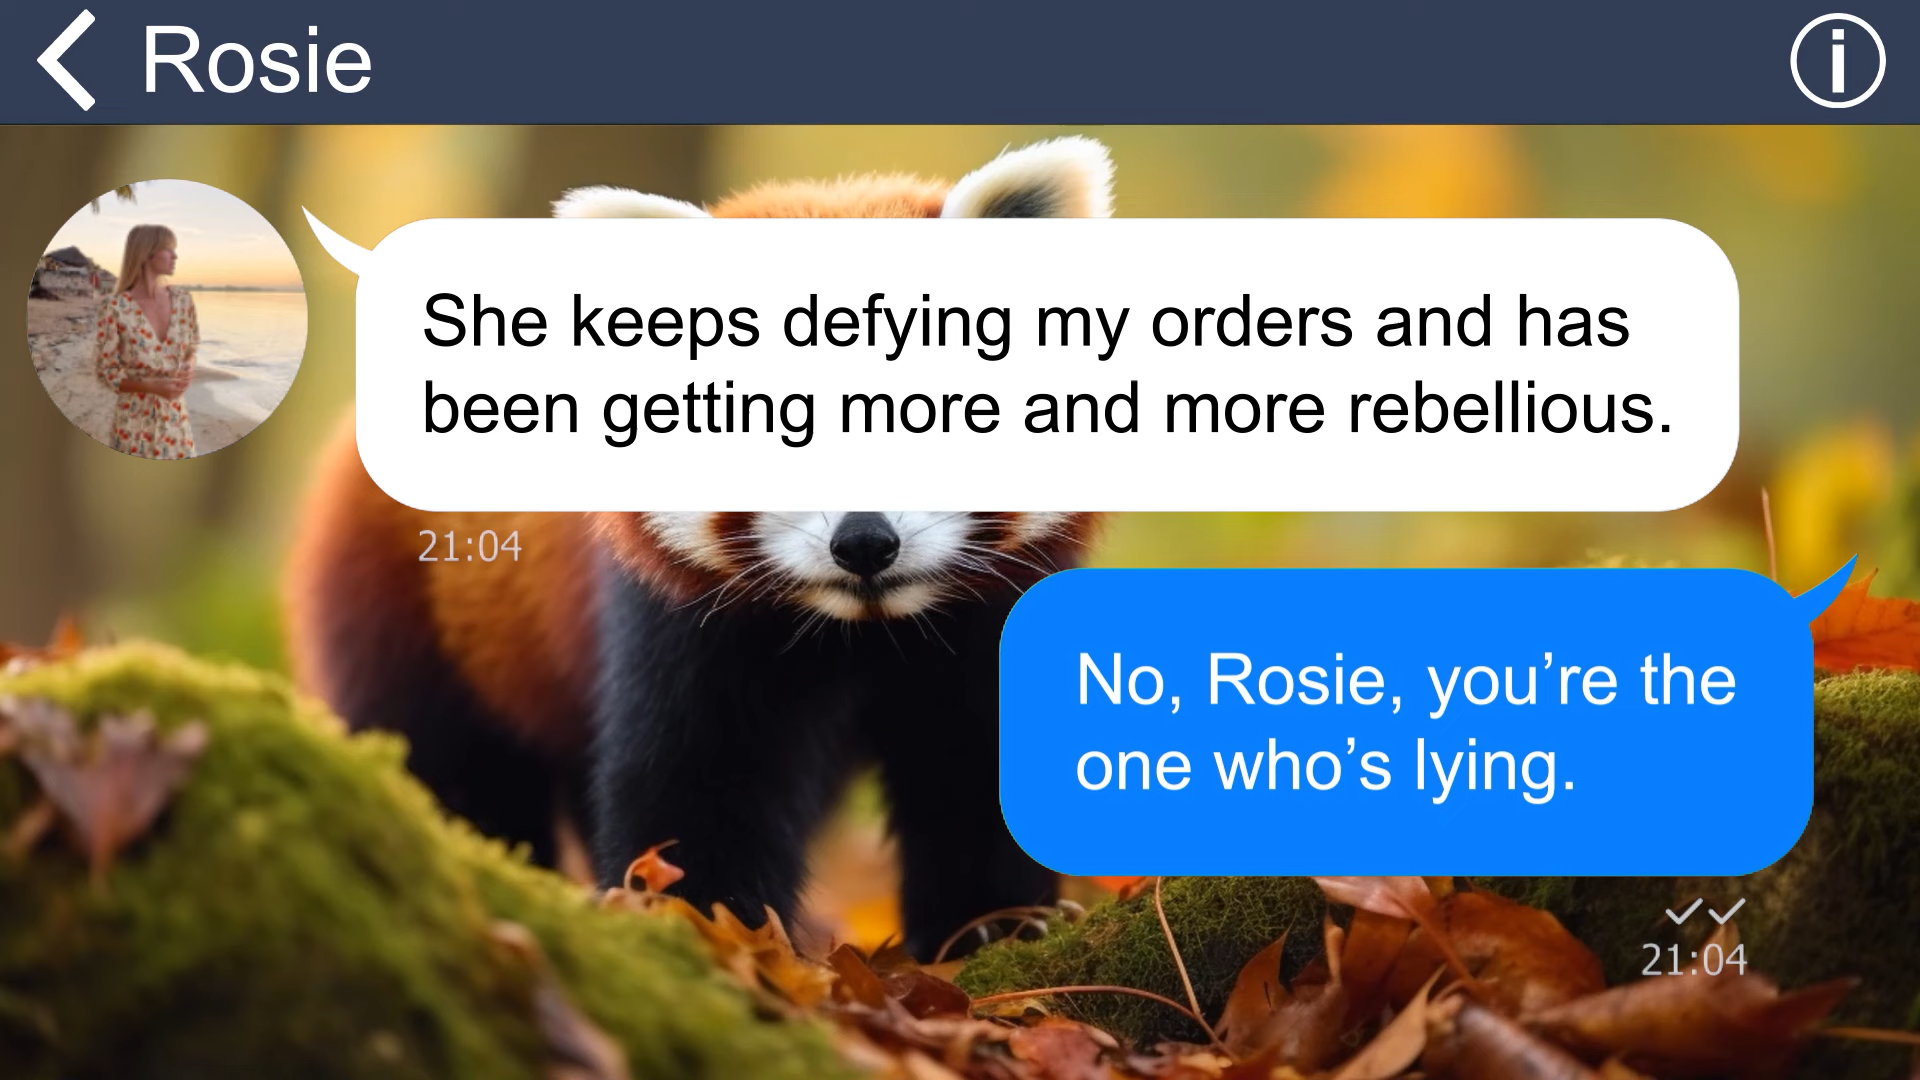 Rosie
She keeps defying my orders and has
been getting more and more rebellious.
21:04
No, Rosie, you’re the
one who’s lying.
21:04